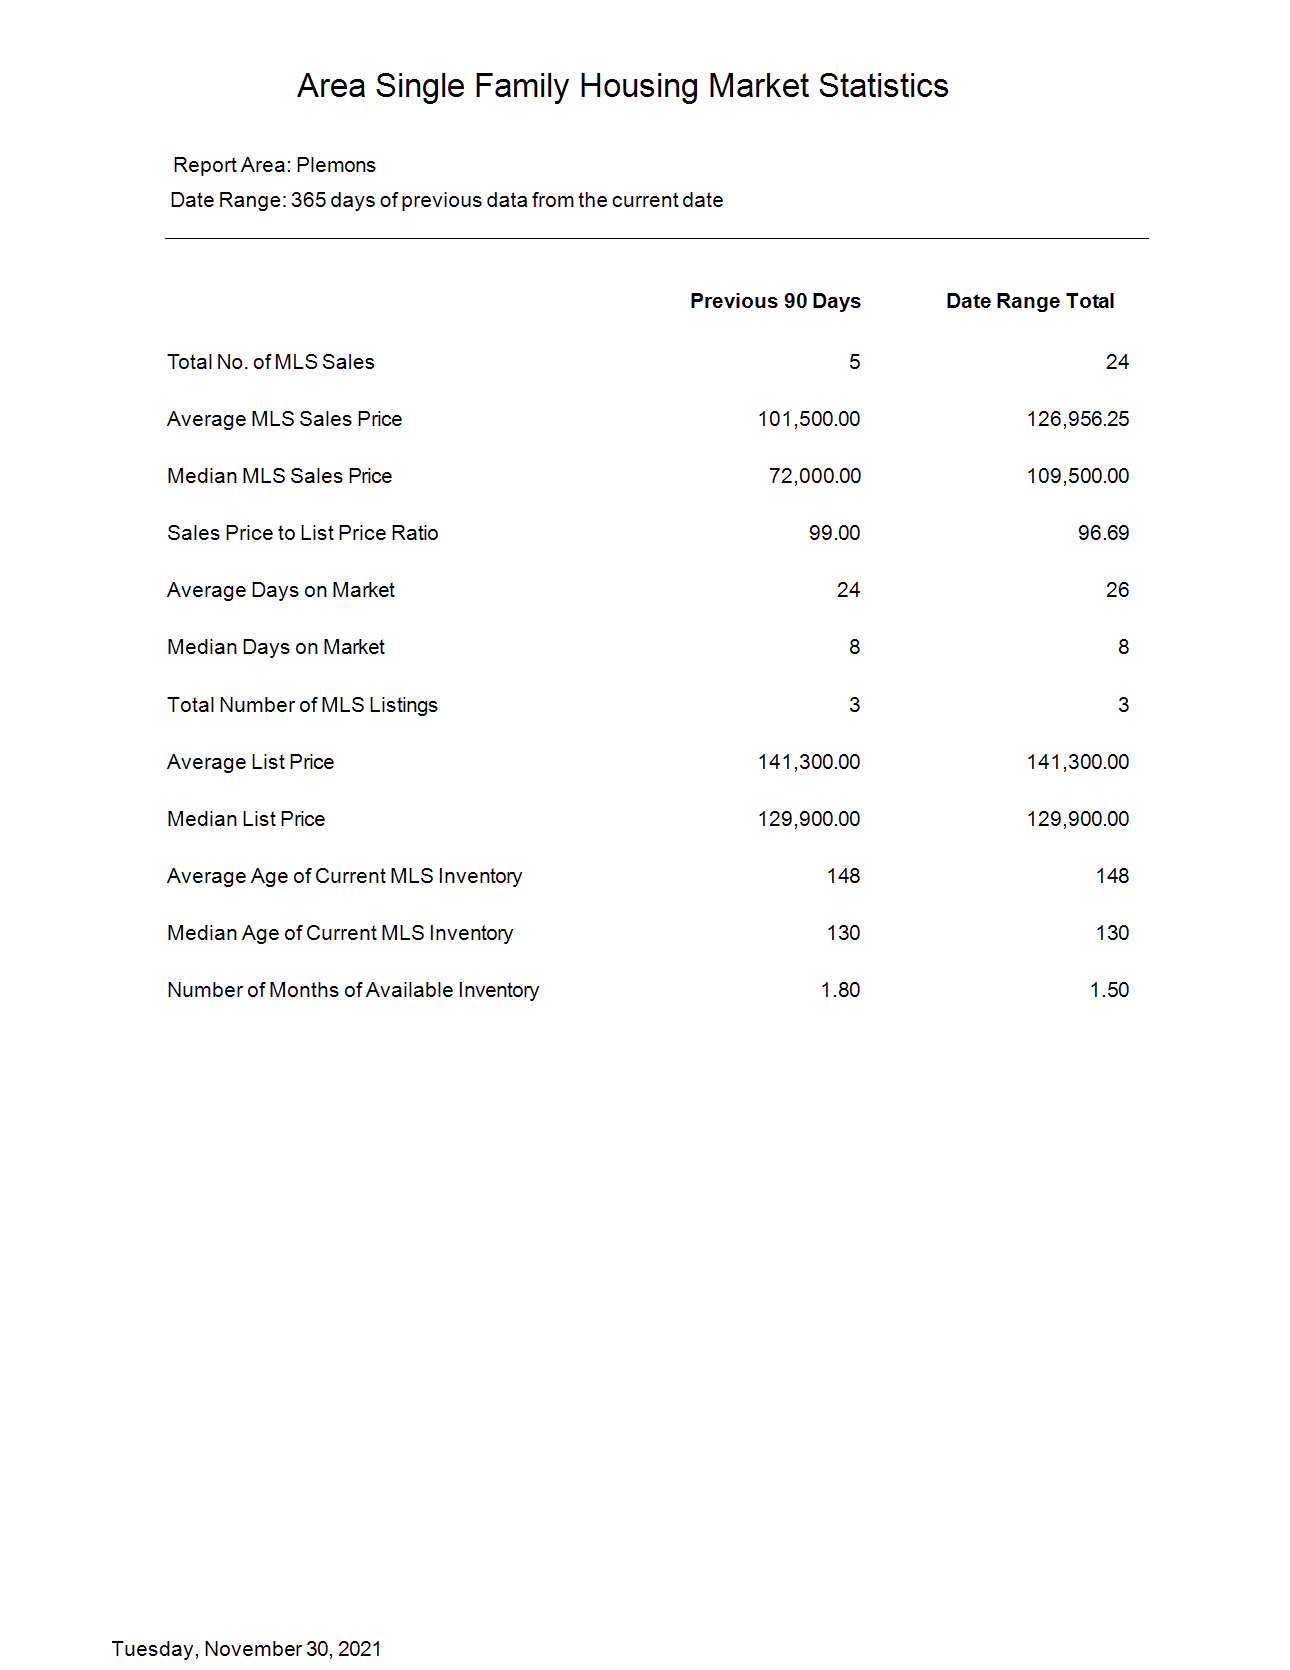 Area Single Family Housing Market Statistics
Report Area: Plemons
Date Range: 365 days of previous data from the current date
Previous 90 Days Date Range Total
Total No. of MLS Sales 5 24
Average MLS Sales Price 101,500.00 126,956.25
Median MLS Sales Price 72,000.00 109,500.00
Sales Price to List Price Ratio 99.00 96.69
Average Days on Market 24 26
Median Days on Market 8 8
Total Number of MLS Listings 3 3
Average List Price 141,300.00 141,300.00
Median List Price 129,900.00 129,900.00
Average Age of Current MLS Inventory 148 148
Median Age of Current MLS Inventory 130 130
Number of Months of Available Inventory 1.80 1.50
Tuesday, November 30, 2021